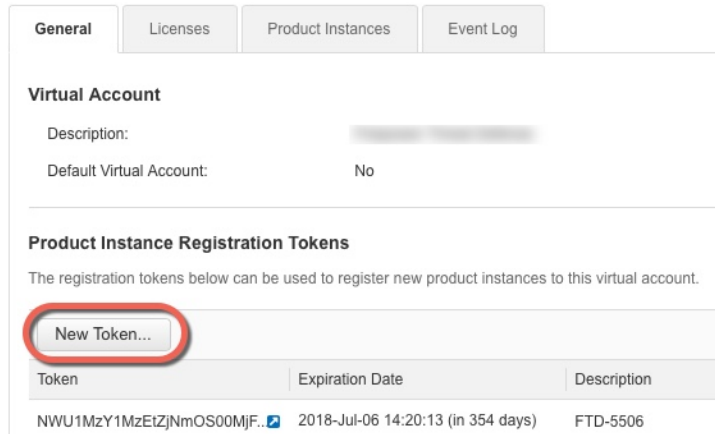 General Licenses Product Instances Event Log
Virtual Account
Description:
Default Virtual Account: No
Product Instance Registration Tokens
The registration tokens below can be used to register new product instances to this virtual account.
New Token...
Token Expiration Date Description
NWU1MzY1MzEtZjNmOS00MjF... 2018-Jul-06 14:20:13 (in 354 days) FTD-5506